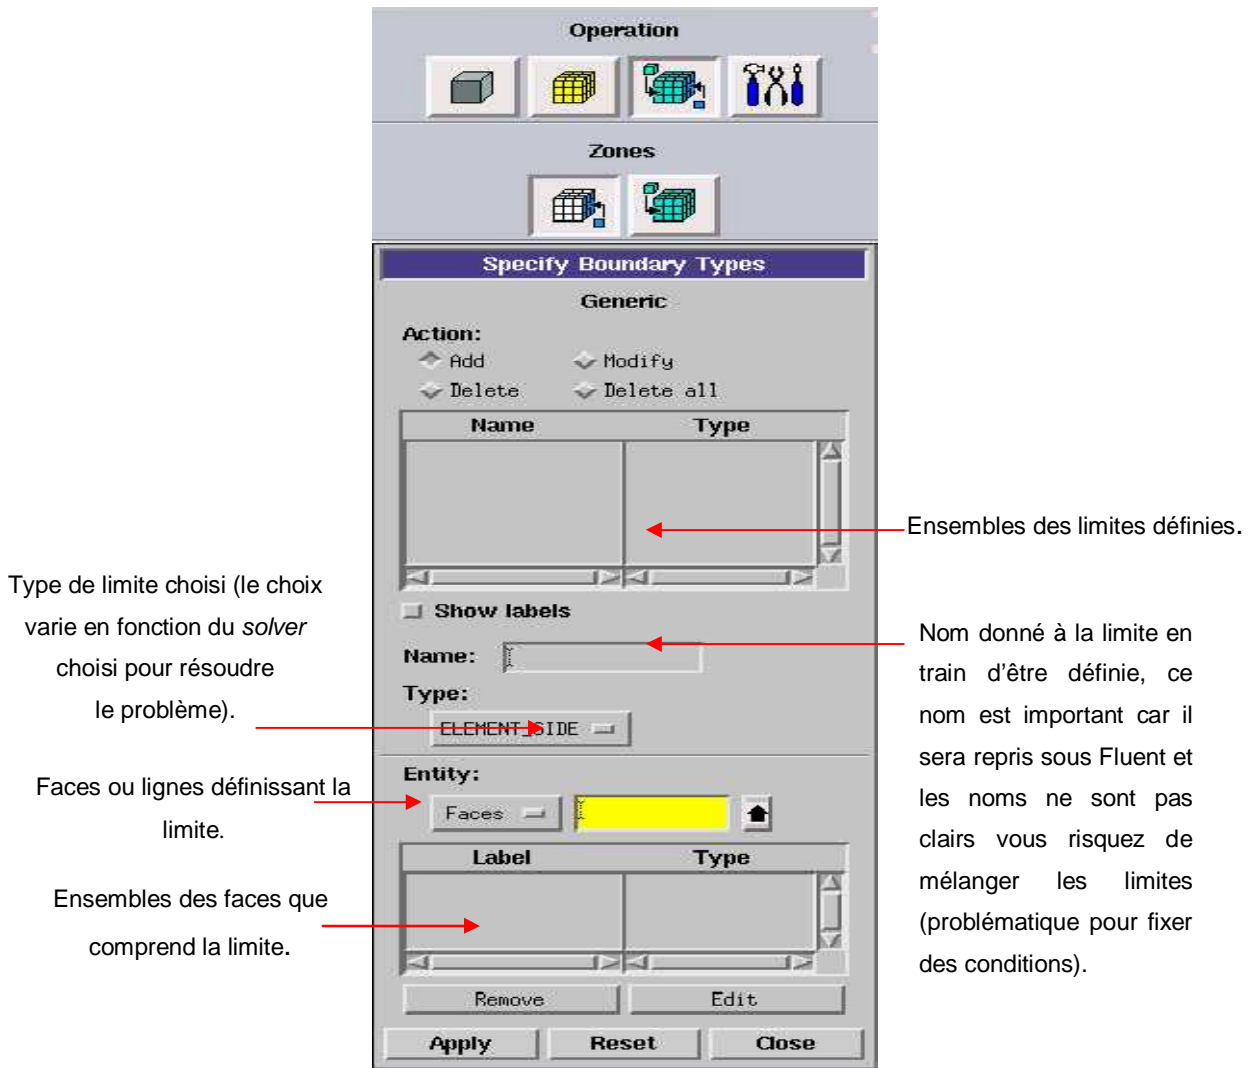 Operation
Zones
Specify Boundary Types
Generic
Action:
Add Modify
Delete Delete all
Name Type
Show labels
Name:
Type:
ELEMENT_SIDE
Entity:
Faces
Label Type
Remove Edit
Apply Reset Close
Type de limite choisi (le choix
varie en fonction du solver
choisi pour résoudre
le problème).
Faces ou lignes définissant la
limite.
Ensembles des faces que
comprend la limite.
Ensembles des limites définies.
Nom donné à la limite en
train d'être définie, ce
nom est important car il
sera repris sous Fluent et
les noms ne sont pas
clairs vous risquez de
mélanger les limites
(problématique pour fixer
des conditions).